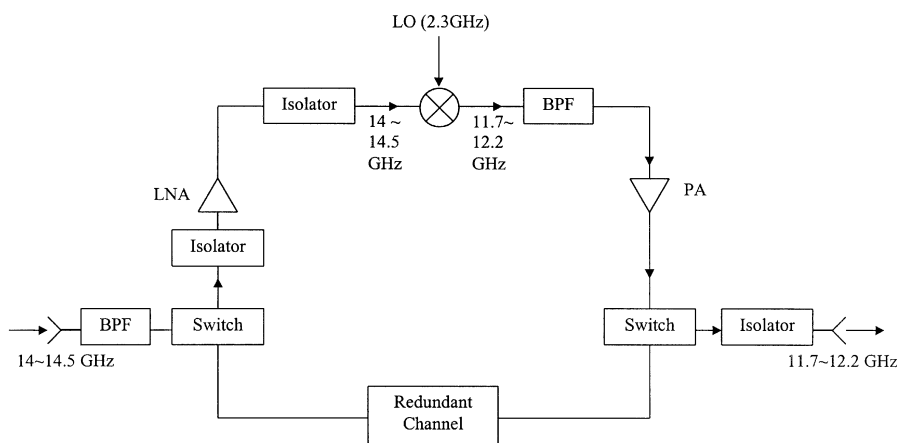 LO (2.3GHz)
Isolator
BPF
14 ~
14.5
GHz
11.7~
12.2
GHz
LNA
PA
Isolator
BPF
Switch
Switch
Isolator
14~14.5 GHz
11.7~12.2 GHz
Redundant
Channel